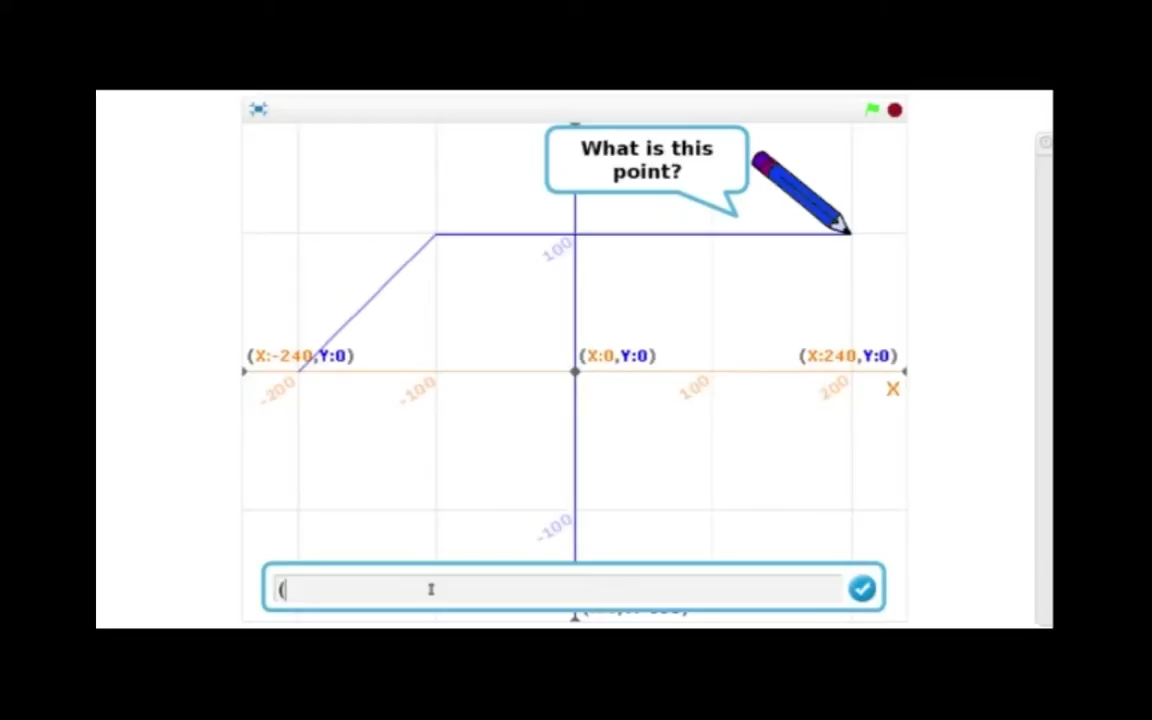 What is this
point?
100
(X:-240,Y:0)
(X:0,Y:0)
(X:240,Y:0)
-200
-100
100
200
X
-100
(